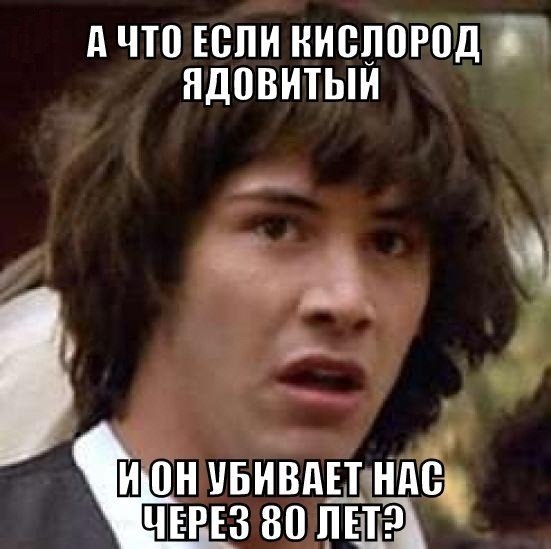 А ЧТО ЕСЛИ КИСЛОРОД
ЯДОВИТЫЙ
И ОН УБИВАЕТ НАС
ЧЕРЕЗ 80 ЛЕТ?